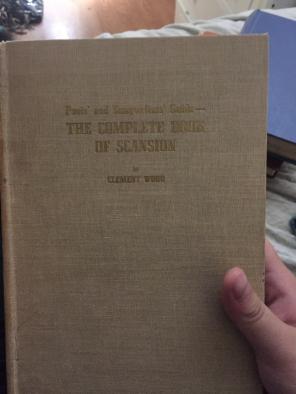 Poets' and Songwriters' Guide—
THE COMPLETE BOOK
OF SCANSION
by
CLEMENT WOOD